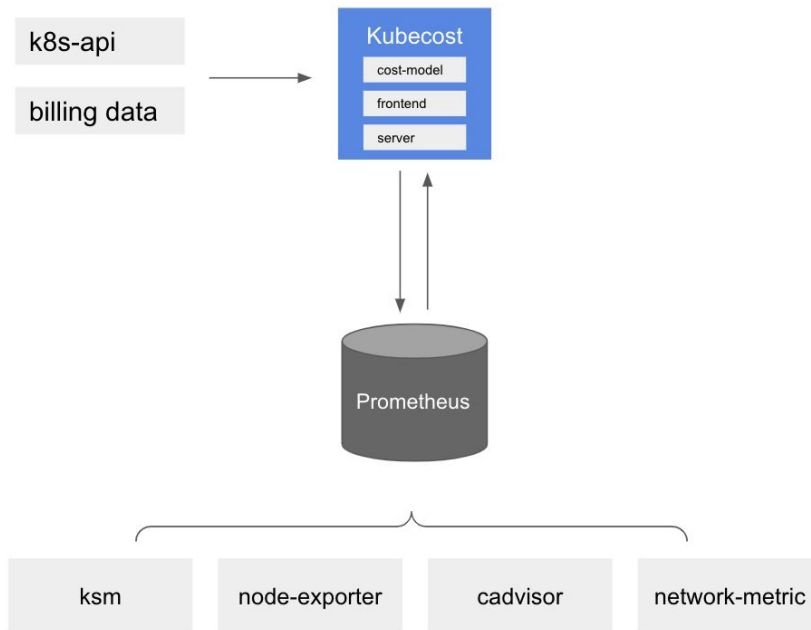 k8s-api
billing data
Kubecost
cost-model
frontend
server
Prometheus
ksm
node-exporter
cadvisor
network-metric